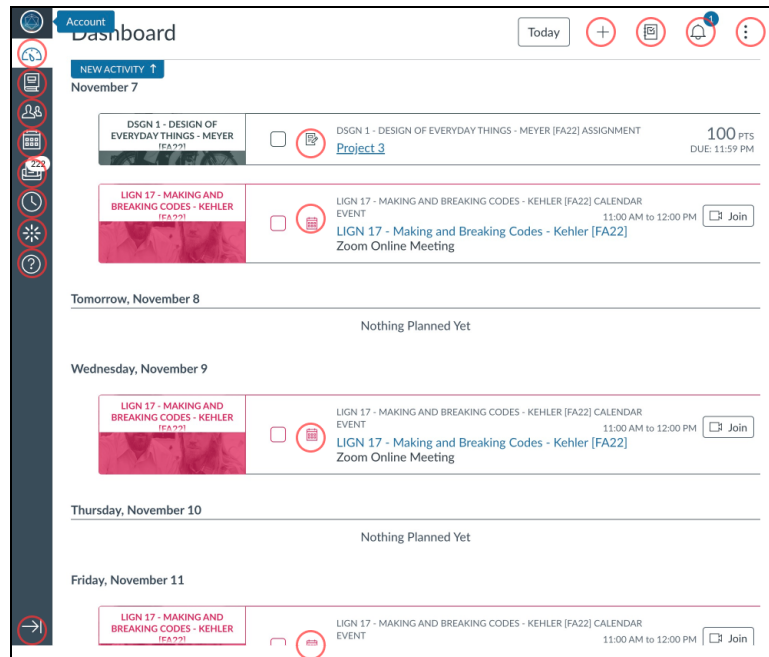 Account
Dashboard
Today
1
NEW ACTIVITY ↑
November 7
DSGN 1 - DESIGN OF
EVERYDAY THINGS - MEYER
[FA22]
DSGN 1 - DESIGN OF EVERYDAY THINGS - MEYER [FA22] ASSIGNMENT
Project 3
100 PTS
DUE: 11:59 PM
222
LIGN 17 - MAKING AND
BREAKING CODES - KEHLER
[FA22]
LIGN 17 - MAKING AND BREAKING CODES - KEHLER [FA22] CALENDAR
EVENT
11:00 AM to 12:00 PM
Join
LIGN 17 - Making and Breaking Codes - Kehler [FA22]
Zoom Online Meeting
Tomorrow, November 8
Nothing Planned Yet
Wednesday, November 9
LIGN 17 - MAKING AND
BREAKING CODES - KEHLER
[FA22]
LIGN 17 - MAKING AND BREAKING CODES - KEHLER [FA22] CALENDAR
EVENT
11:00 AM to 12:00 PM
Join
LIGN 17 - Making and Breaking Codes - Kehler [FA22]
Zoom Online Meeting
Thursday, November 10
Nothing Planned Yet
Friday, November 11
LIGN 17 - MAKING AND
BREAKING CODES - KEHLER
[FA22]
LIGN 17 - MAKING AND BREAKING CODES - KEHLER [FA22] CALENDAR
EVENT
11:00 AM to 12:00 PM
Join